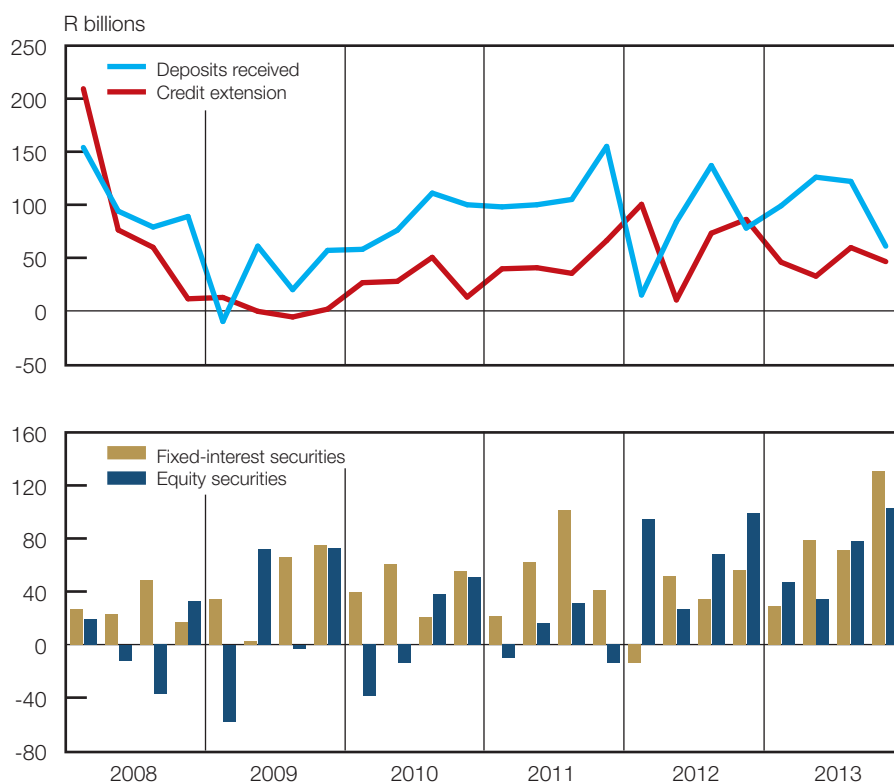 R billions
250
200
150
100
50
0
-50
Deposits received
Credit extension
160
120
80
40
0
-40
-80
Fixed-interest securities
Equity securities
2008 2009 2010 2011 2012 2013